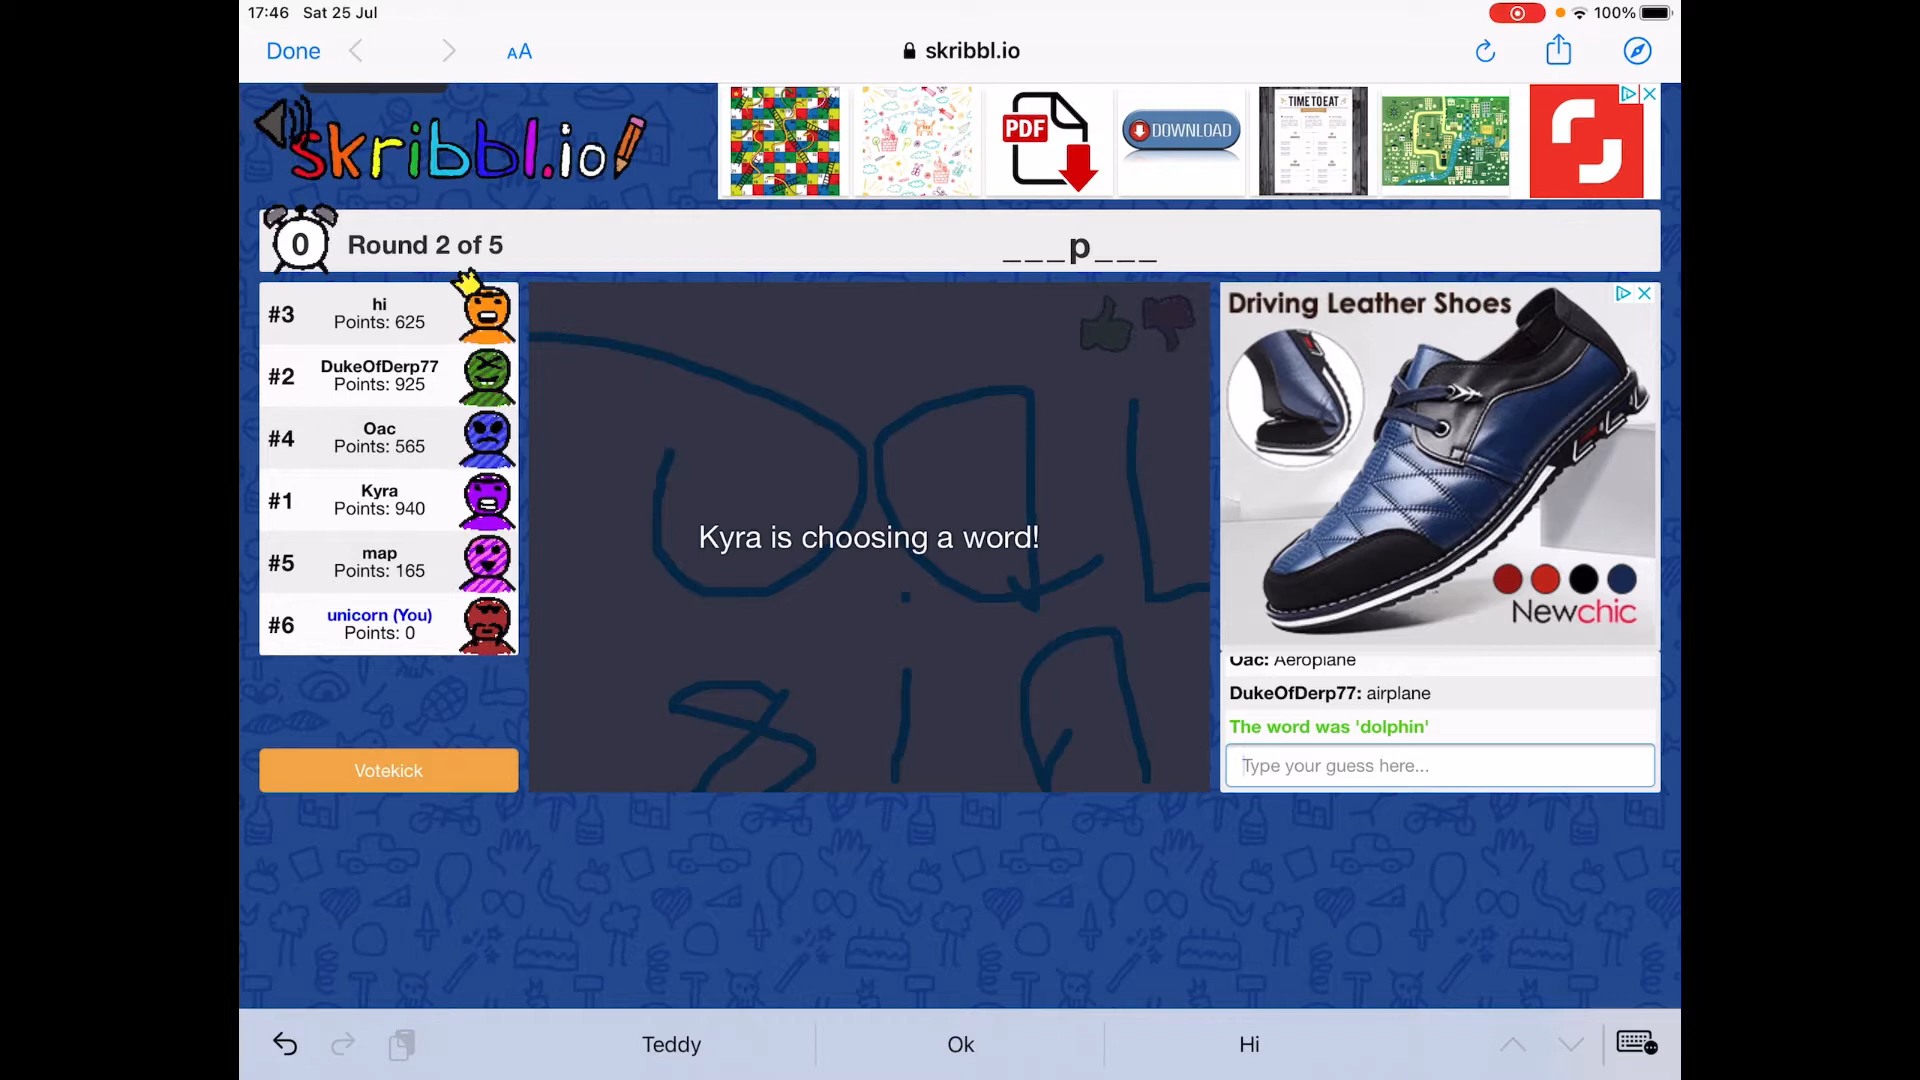 17:46 Sat 25 Jul
100%
Done
AA
skribl.io
skribbl.io
PDF
DOWNLOAD
TIME TO EAT
0
Round 2 of 5
___p___
#3 hi
Points: 625
#2 DukeOfDerp77
Points: 925
#4 Oac
Points: 565
#1 Kyra
Points: 940
#5 map
Points: 165
#6 unicorn (You)
Points: 0
Votekick
Kyra is choosing a word!
Driving Leather Shoes
Newchic
Oac: Aeroplane
DukeOfDerp77: airplane
The word was 'dolphin'
Type your guess here...
Teddy
Ok
Hi